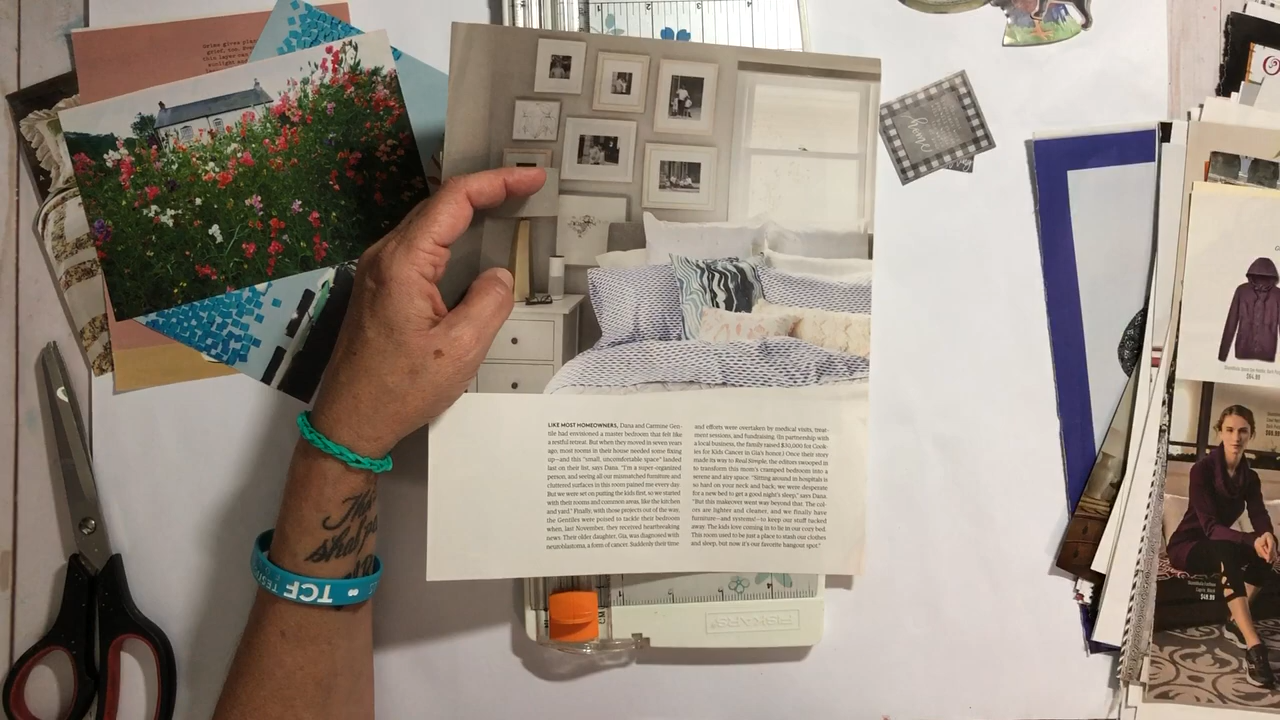 LIKE MOST HOMEOWNERS, Dana and Carmine Gen-
tile had envisioned a master bedroom that felt like
a restful retreat. But when they moved in seven years
ago, most rooms in their house needed some fixing
up—and this "small, uncomfortable space" landed
last on their list, says Dana. "I'm a super-organized
person, and seeing all our mismatched furniture and
cluttered surfaces in this room pained me every day.
But we were set on putting the kids first, so we started
with their rooms and common areas, like the kitchen
and yard." Finally, with those projects out of the way,
the Gentiles were poised to tackle their bedroom
when, last November, they received heartbreaking
news. Their older daughter, Gia, was diagnosed with
neuroblastoma, a form of cancer. Suddenly their time
and efforts were overtaken by medical visits, treat-
ment sessions, and fundraising. (In partnership with
a local business, the family raised $30,000 for Cook-
ies for Kids Cancer in Gia's honor.) Once their story
made its way to Real Simple, the editors swooped in
to transform this mom's cramped bedroom into a
serene and airy space. "Sitting around in hospitals is
so hard on your neck and back, we were desperate
for a new bed to get a good night's sleep," says Dana.
"But this makeover went way beyond that. The col-
ors are lighter and cleaner, and we finally have
furniture—and systems!—to keep our stuff tucked
away. The kids love coming in to lie in our cozy bed.
This room used to be just a place to stash our clothes
and sleep, but now it's our favorite hangout spot."
home
This
shall
TCF
FISKARS
CM